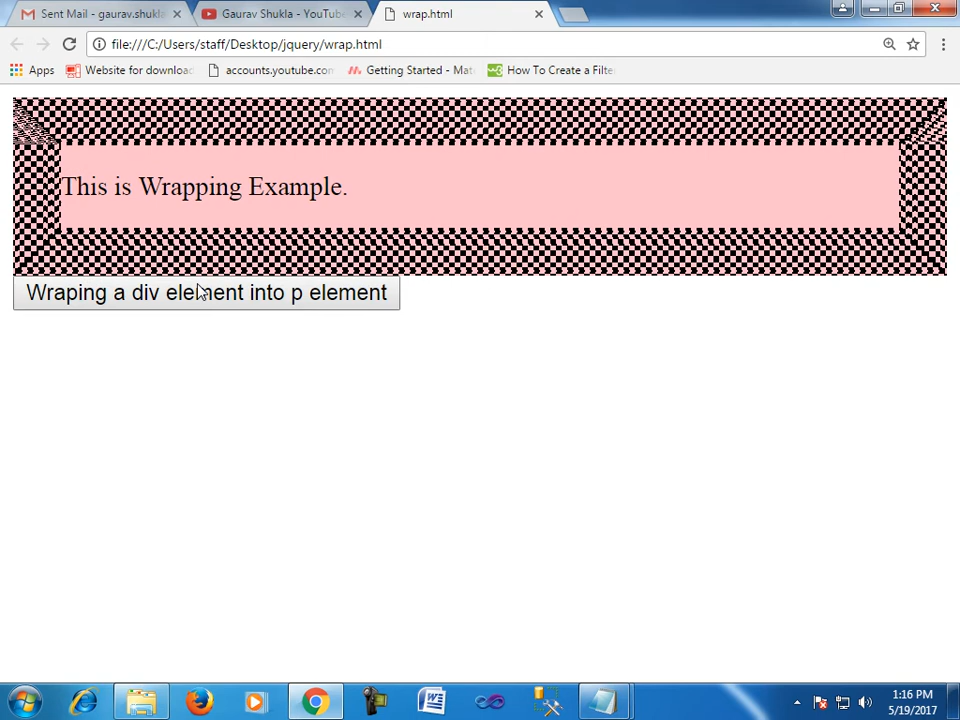 Sent Mail - gaurav.shukla
Gaurav Shukla - YouTube
wrap.html
file:///C:/Users/staff/Desktop/jquery/wrap.html
Apps
Website for downloa
accounts.youtube.com
Getting Started - Mat
How To Create a Filte
This is Wrapping Example.
Wraping a div element into p element
1:16 PM
5/19/2017